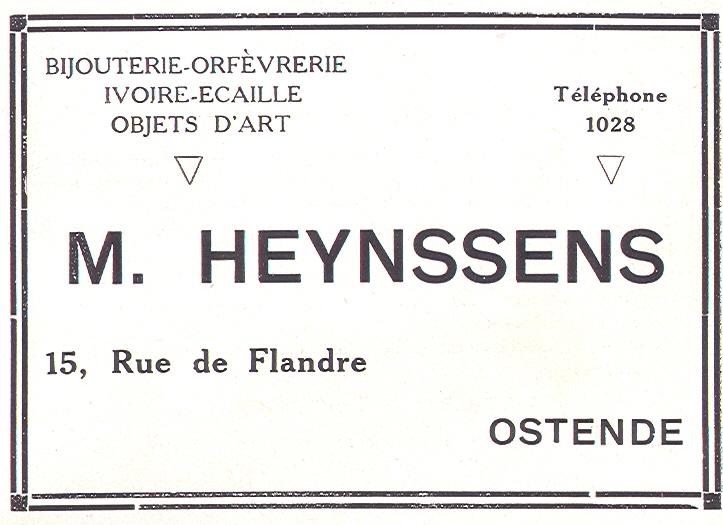 BIJOUTERIE-ORFÈVRERIE
IVOIRE-ECAILLE
OBJETS D'ART
Téléphone
1028
M. HEYNSSENS
15, Rue de Flandre
OSTENDE